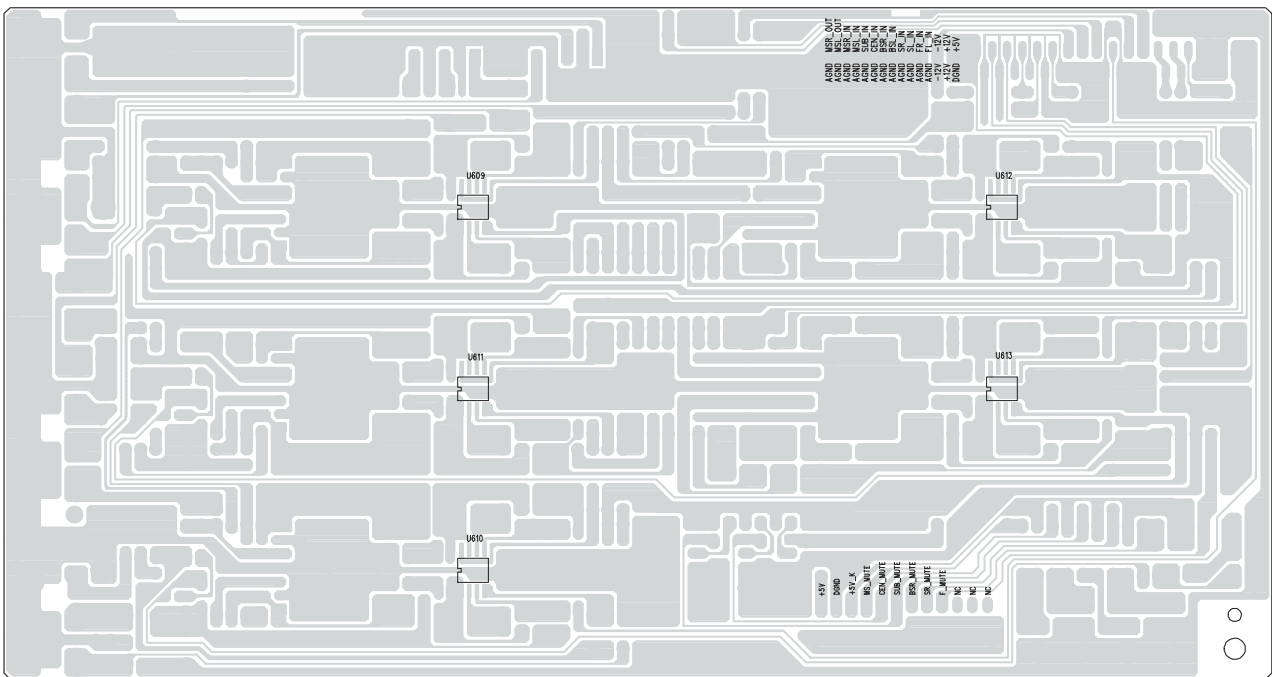 AGND MSR_OUT
AGND MSL_OUT
AGND MSR_IN
AGND MSL_IN
AGND SUB_IN
AGND CEN_IN
AGND BSR_IN
AGND BSL_IN
AGND SR_IN
AGND SL_IN
AGND FR_IN
AGND FL_IN
-12V -12V
+12V +12V
DGND +5V
U609
U612
U611
U613
U610
+5V
DGND
+5V_K
MS_MUTE
CEN_MUTE
SUB_MUTE
BSR_MUTE
SR_MUTE
F_MUTE
NC
NC
NC